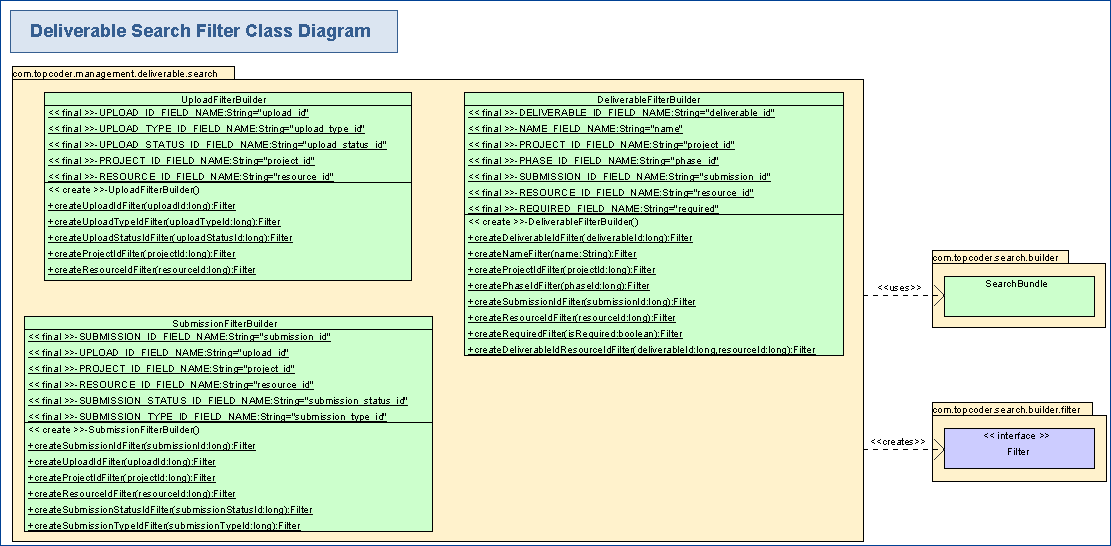 Deliverable Search Filter Class Diagram
com.topcoder.management.deliverable.search
UploadFilterBuilder
<< final >>-UPLOAD_ID_FIELD_NAME:String="upload_id"
<< final >>-UPLOAD_TYPE_ID_FIELD_NAME:String="upload_type_id"
<< final >>-UPLOAD_STATUS_ID_FIELD_NAME:String="upload_status_id"
<< final >>-PROJECT_ID_FIELD_NAME:String="project_id"
<< final >>-RESOURCE_ID_FIELD_NAME:String="resource_id"
<< create >>-UploadFilterBuilder()
+createUploadIdFilter(uploadId:long):Filter
+createUploadTypeIdFilter(uploadTypeId:long):Filter
+createUploadStatusIdFilter(uploadStatusId:long):Filter
+createProjectIdFilter(projectId:long):Filter
+createResourceIdFilter(resourceId:long):Filter
DeliverableFilterBuilder
<< final >>-DELIVERABLE_ID_FIELD_NAME:String="deliverable_id"
<< final >>-NAME_FIELD_NAME:String="name"
<< final >>-PROJECT_ID_FIELD_NAME:String="project_id"
<< final >>-PHASE_ID_FIELD_NAME:String="phase_id"
<< final >>-SUBMISSION_ID_FIELD_NAME:String="submission_id"
<< final >>-RESOURCE_ID_FIELD_NAME:String="resource_id"
<< final >>-REQUIRED_FIELD_NAME:String="required"
<< create >>-DeliverableFilterBuilder()
+createDeliverableIdFilter(deliverableId:long):Filter
+createNameFilter(name:String):Filter
+createProjectIdFilter(projectId:long):Filter
+createPhaseIdFilter(phaseId:long):Filter
+createSubmissionIdFilter(submissionId:long):Filter
+createResourceIdFilter(resourceId:long):Filter
+createRequiredFilter(isRequired:boolean):Filter
+createDeliverableIdResourceIdFilter(deliverableId:long,resourceId:long):Filter
SubmissionFilterBuilder
<< final >>-SUBMISSION_ID_FIELD_NAME:String="submission_id"
<< final >>-UPLOAD_ID_FIELD_NAME:String="upload_id"
<< final >>-PROJECT_ID_FIELD_NAME:String="project_id"
<< final >>-RESOURCE_ID_FIELD_NAME:String="resource_id"
<< final >>-SUBMISSION_STATUS_ID_FIELD_NAME:String="submission_status_id"
<< final >>-SUBMISSION_TYPE_ID_FIELD_NAME:String="submission_type_id"
<< create >>-SubmissionFilterBuilder()
+createSubmissionIdFilter(submissionId:long):Filter
+createUploadIdFilter(uploadId:long):Filter
+createProjectIdFilter(projectId:long):Filter
+createResourceIdFilter(resourceId:long):Filter
+createSubmissionStatusIdFilter(submissionStatusId:long):Filter
+createSubmissionTypeIdFilter(submissionTypeId:long):Filter
<<uses>>
com.topcoder.search.builder
SearchBundle
<<creates>>
com.topcoder.search.builder.filter
<< interface >>
Filter